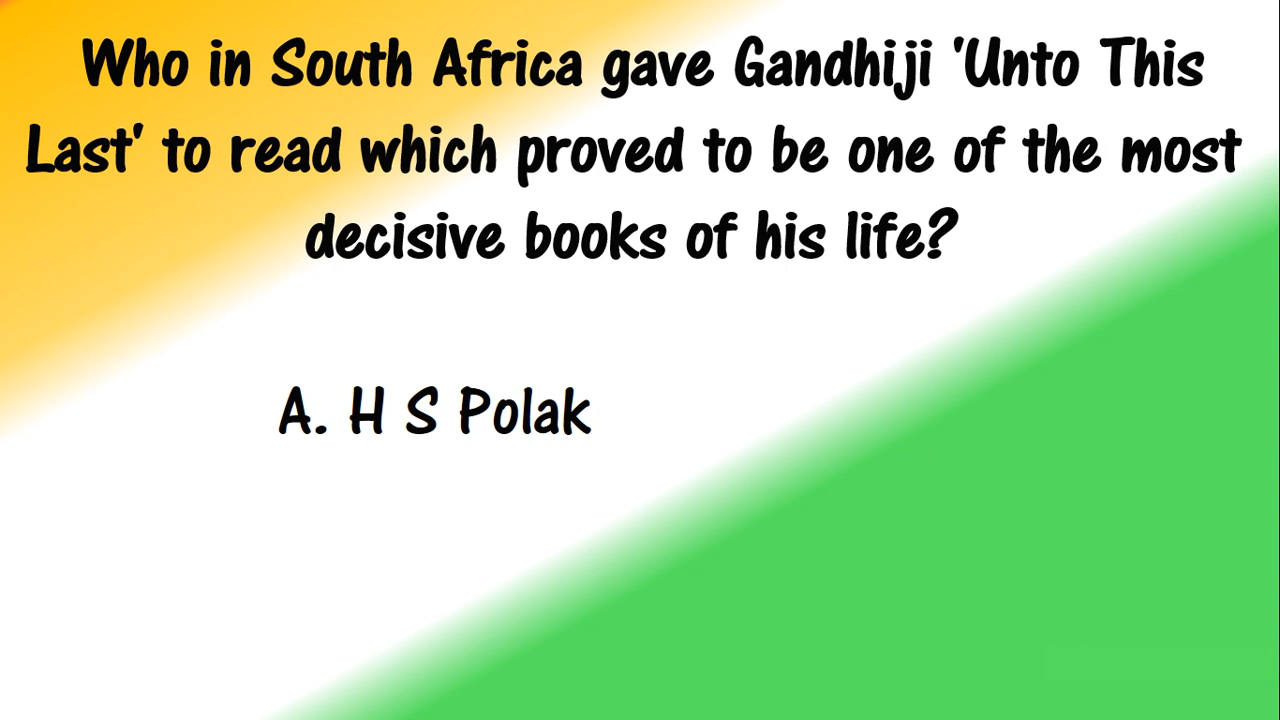 Who in South Africa gave Gandhiji 'Unto This
Last' to read which proved to be one of the most
decisive books of his life?
A. H S Polak